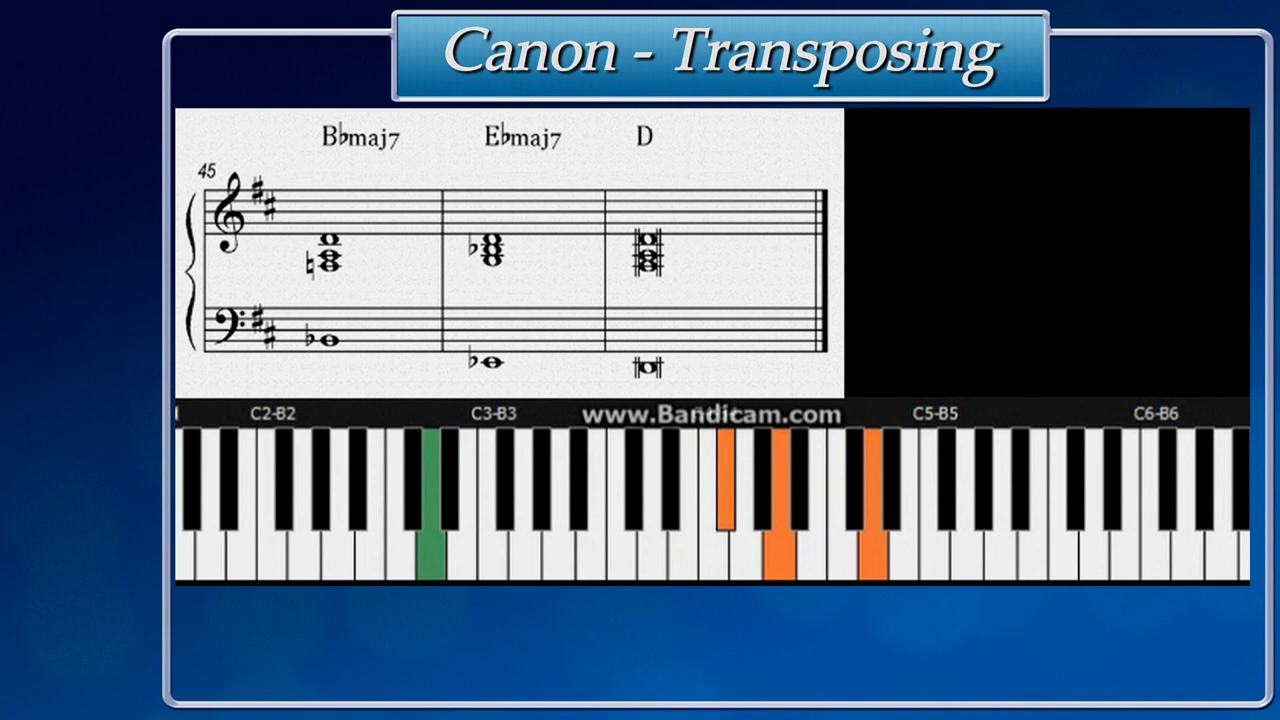 Canon - Transposing
B♭maj7 E♭maj7 D
45
C2-B2 C3-B3 www.Bandicam.com C5-B5 C6-B6